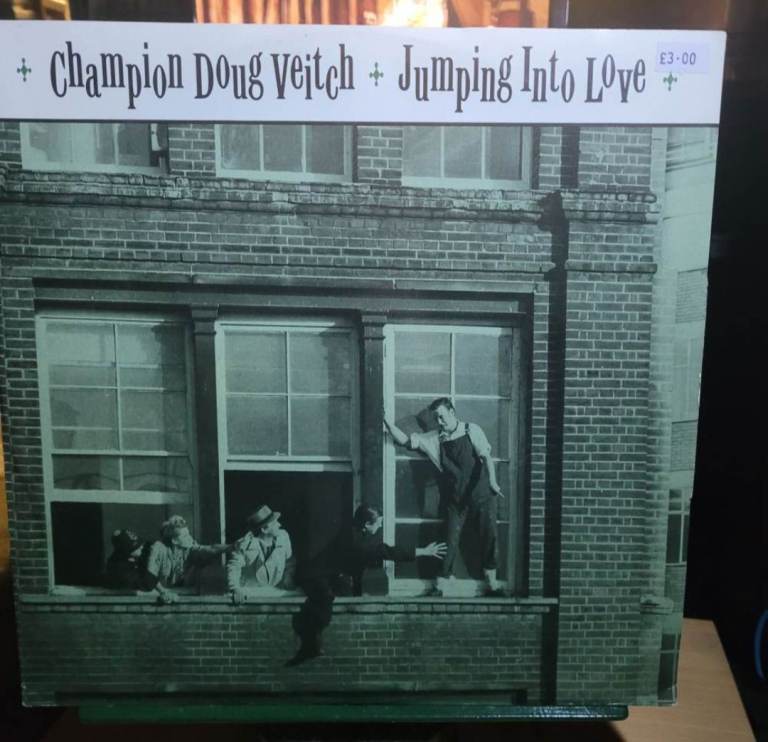 Champion Doug Veitch + Jumping Into Love +
£3·00